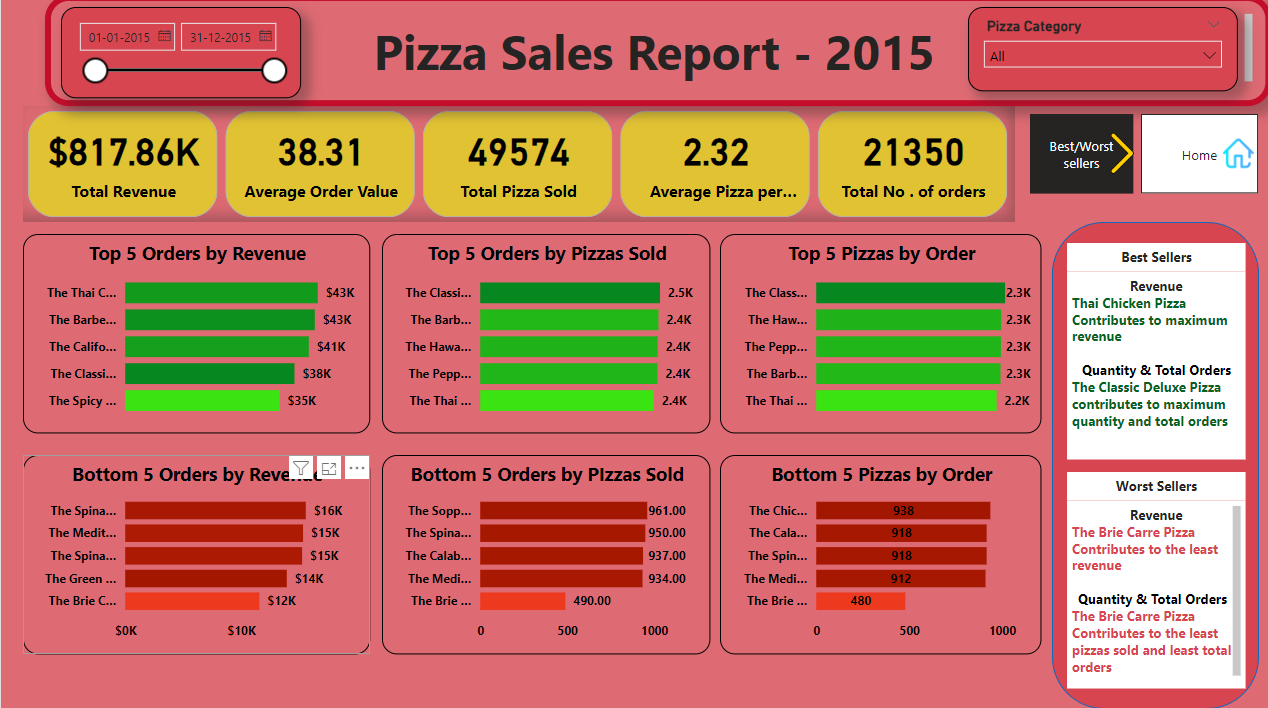 01-01-2015 31-12-2015
Pizza Sales Report - 2015
Pizza Category
All
$817.86K
Total Revenue
38.31
Average Order Value
49574
Total Pizza Sold
2.32
Average Pizza per...
21350
Total No . of orders
Best/Worst
sellers
Home
Top 5 Orders by Revenue
The Thai C... $43K
The Barbe... $43K
The Califo... $41K
The Classi... $38K
The Spicy ... $35K
Top 5 Orders by Pizzas Sold
The Classi... 2.5K
The Barb... 2.4K
The Hawa... 2.4K
The Pepp... 2.4K
The Thai ... 2.4K
Top 5 Pizzas by Order
The Class... 2.3K
The Haw... 2.3K
The Pepp... 2.3K
The Barb... 2.3K
The Thai ... 2.2K
Best Sellers
Revenue
Thai Chicken Pizza
Contributes to maximum
revenue
Quantity & Total Orders
The Classic Deluxe Pizza
contributes to maximum
quantity and total orders
Bottom 5 Orders by Revenue
The Spina... $16K
The Medit... $15K
The Spina... $15K
The Green ... $14K
The Brie C... $12K
$0K $10K
Bottom 5 Orders by PIzzas Sold
The Sopp... 961.00
The Spina... 950.00
The Calab... 937.00
The Medi... 934.00
The Brie ... 490.00
0 500 1000
Bottom 5 Pizzas by Order
The Chic... 938
The Cala... 918
The Spin... 918
The Medi... 912
The Brie ... 480
0 500 1000
Worst Sellers
Revenue
The Brie Carre Pizza
Contributes to the least
revenue
Quantity & Total Orders
The Brie Carre Pizza
Contributes to the least
pizzas sold and least total
orders